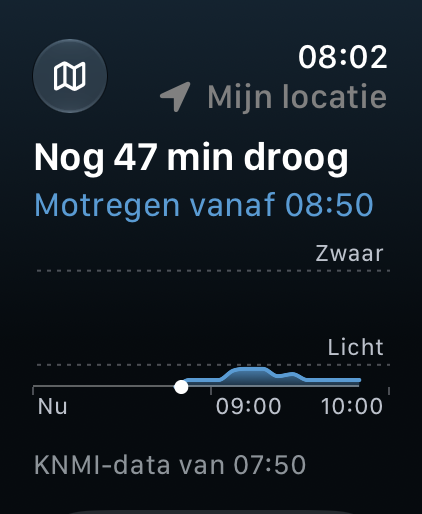 08:02
Mijn locatie
Nog 47 min droog
Motregen vanaf 08:50
Zwaar
Licht
Nu 09:00 10:00
KNMI-data van 07:50